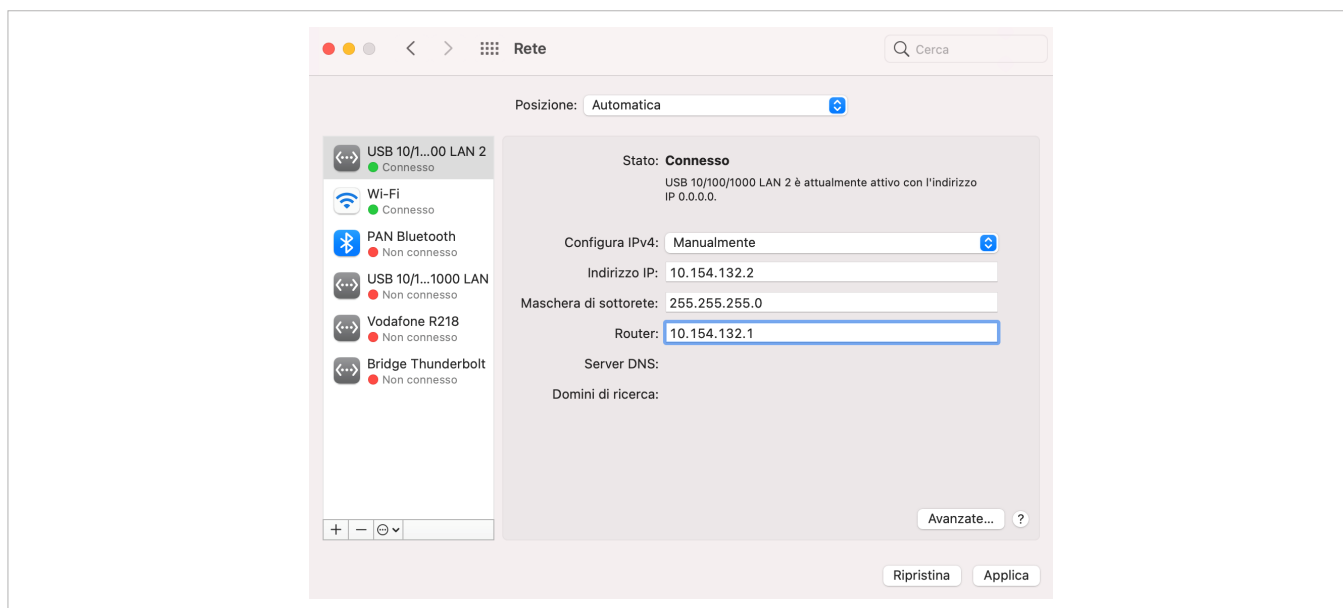 Rete
Cerca
Posizione: Automatica
USB 10/1...00 LAN 2
Connesso
Wi-Fi
Connesso
PAN Bluetooth
Non connesso
USB 10/1...1000 LAN
Non connesso
Vodafone R218
Non connesso
Bridge Thunderbolt
Non connesso
Stato: Connesso
USB 10/100/1000 LAN 2 è attualmente attivo con l'indirizzo
IP 0.0.0.0.
Configura IPv4: Manualmente
Indirizzo IP: 10.154.132.2
Maschera di sottorete: 255.255.255.0
Router: 10.154.132.1
Server DNS:
Domini di ricerca:
Avanzate... ?
Ripristina Applica